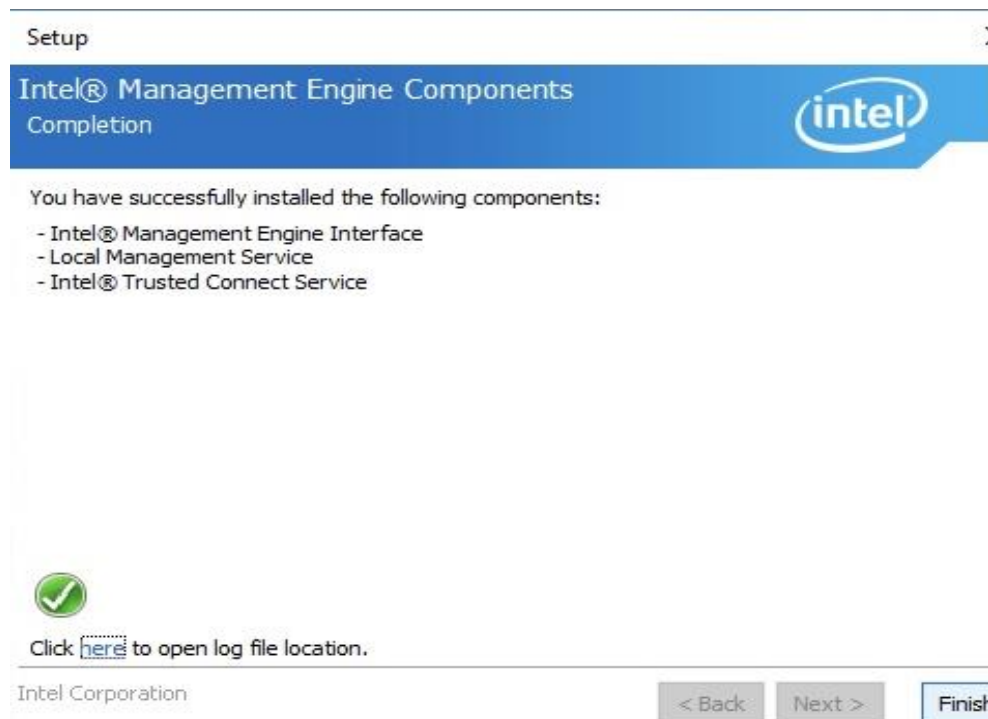 Setup
Intel® Management Engine Components
Completion
intel
You have successfully installed the following components:
- Intel® Management Engine Interface
- Local Management Service
- Intel® Trusted Connect Service
Click here to open log file location.
Intel Corporation
< Back
Next >
Finish